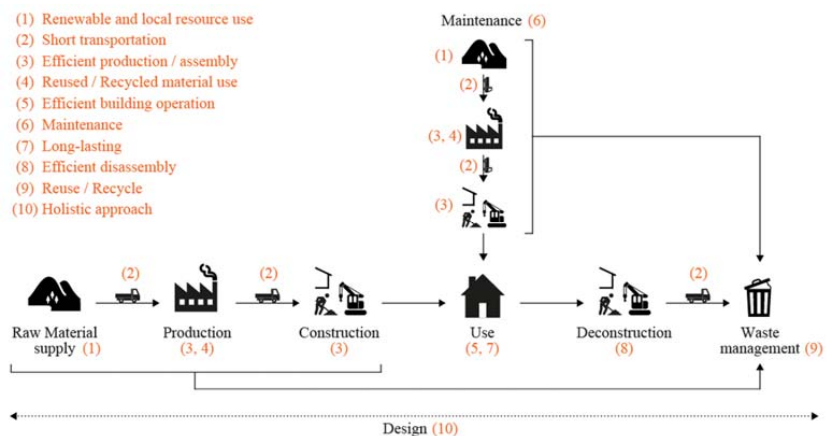 (1) Renewable and local resource use
(2) Short transportation
(3) Efficient production / assembly
(4) Reused / Recycled material use
(5) Efficient building operation
(6) Maintenance
(7) Long-lasting
(8) Efficient disassembly
(9) Reuse / Recycle
(10) Holistic approach
Maintenance (6)
(1)
(2)
(3, 4)
(2)
(3)
(2)
(2)
(2)
Raw Material
supply (1)
Production
(3, 4)
Construction
(3)
Use
(5, 7)
Deconstruction
(8)
Waste
management (9)
Design (10)